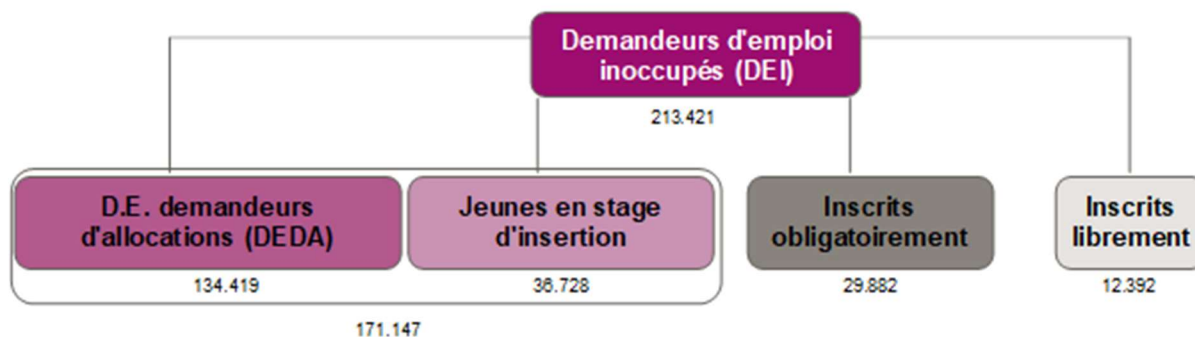 Demandeurs d'emploi
inoccupés (DEI)
213.421
D.E. demandeurs
d'allocations (DEDA)
Jeunes en stage
d'insertion
Inscrits
obligatoirement
Inscrits
librement
134.419
36.728
29.882
12.392
171.147